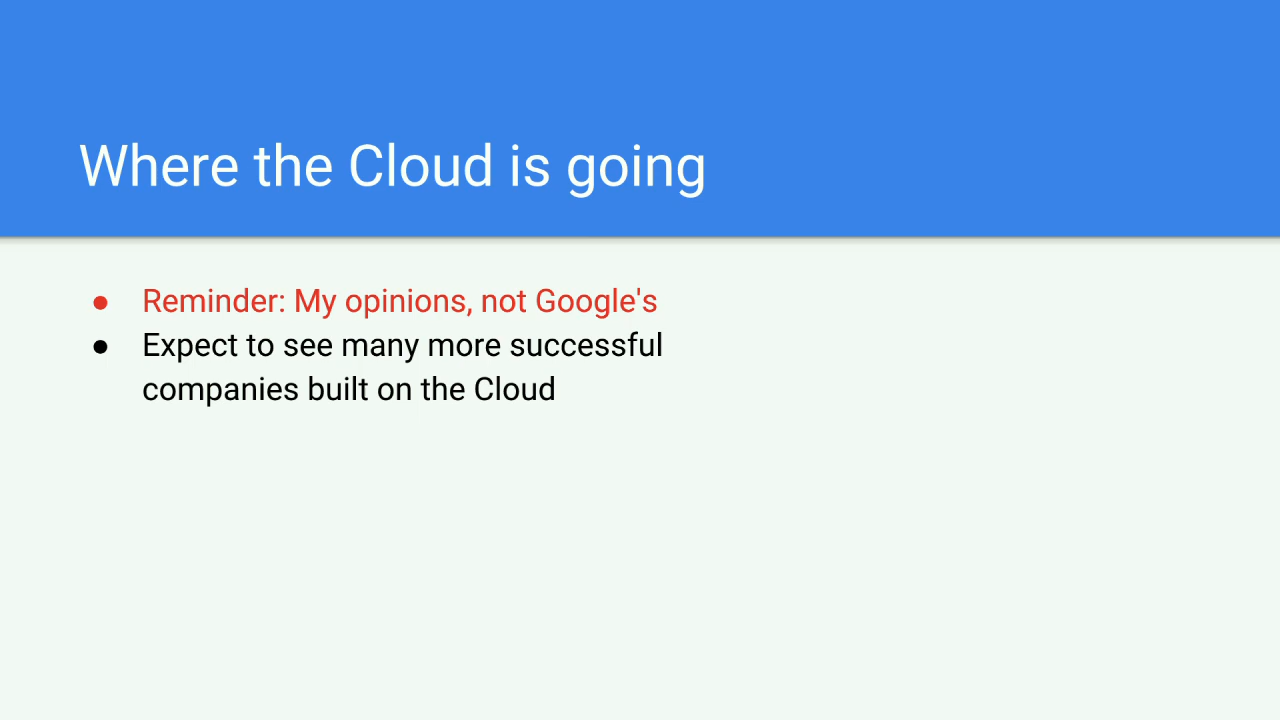 Where the Cloud is going
● Reminder: My opinions, not Google's
● Expect to see many more successful
companies built on the Cloud